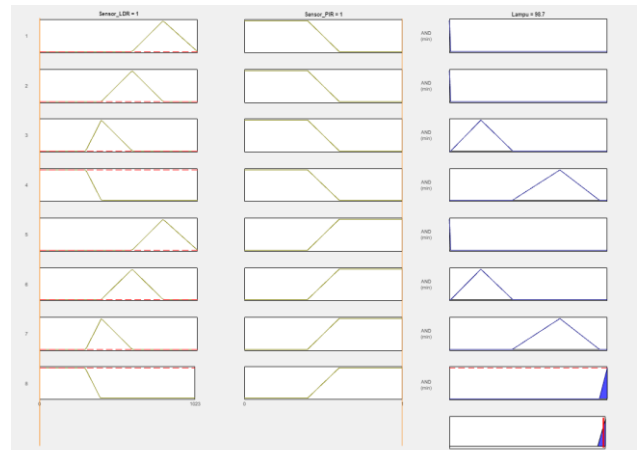 Sensor_LDR = 1 Sensor_PIR = 1 Lampu = 98.7
1 AND (min)
2 AND (min)
3 AND (min)
4 AND (min)
5 AND (min)
6 AND (min)
7 AND (min)
8 AND (min)
0 1023 0 1